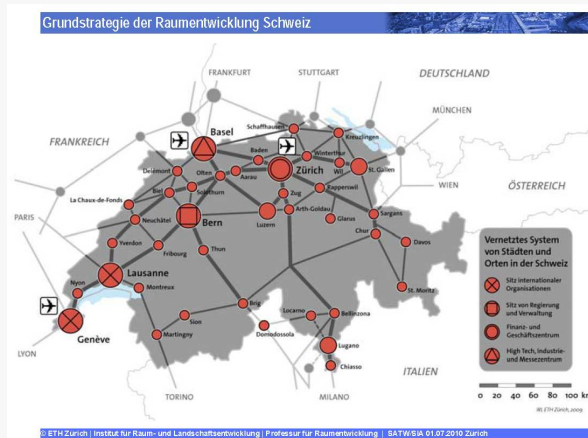 Grundstrategie der Raumentwicklung Schweiz
FRANKFURT
STUTTGART
DEUTSCHLAND
MÜNCHEN
FRANKREICH
Basel
Schaffhausen
Kreuzlingen
Baden
Winterthur
Zürich
Wil
St. Gallen
Delémont
Olten
Aarau
WIEN
ÖSTERREICH
Biel
Solothurn
Zug
Rapperswil
La Chaux-de-Fonds
PARIS
Neuchâtel
Bern
Luzern
Arth-Goldau
Glarus
Sargans
Chur
Davos
Yverdon
Fribourg
Thun
Lausanne
Nyon
Montreux
St. Moritz
Brig
Locarno
Bellinzona
Sion
Domodossola
Genève
Martigny
Lugano
Chiasso
LYON
TORINO
MILANO
ITALIEN
Vernetztes System
von Städten und
Orten in der Schweiz
Sitz internationaler
Organisationen
Sitz von Regierung
und Verwaltung
Finanz- und
Geschäftszentrum
High Tech, Industrie-
und Messezentrum
0 20 40 60 80 100 km
IRL ETH Zürich, 2009
© ETH Zürich | Institut für Raum- und Landschaftsentwicklung | Professur für Raumentwicklung | SATW/SIA 01.07.2010 Zürich